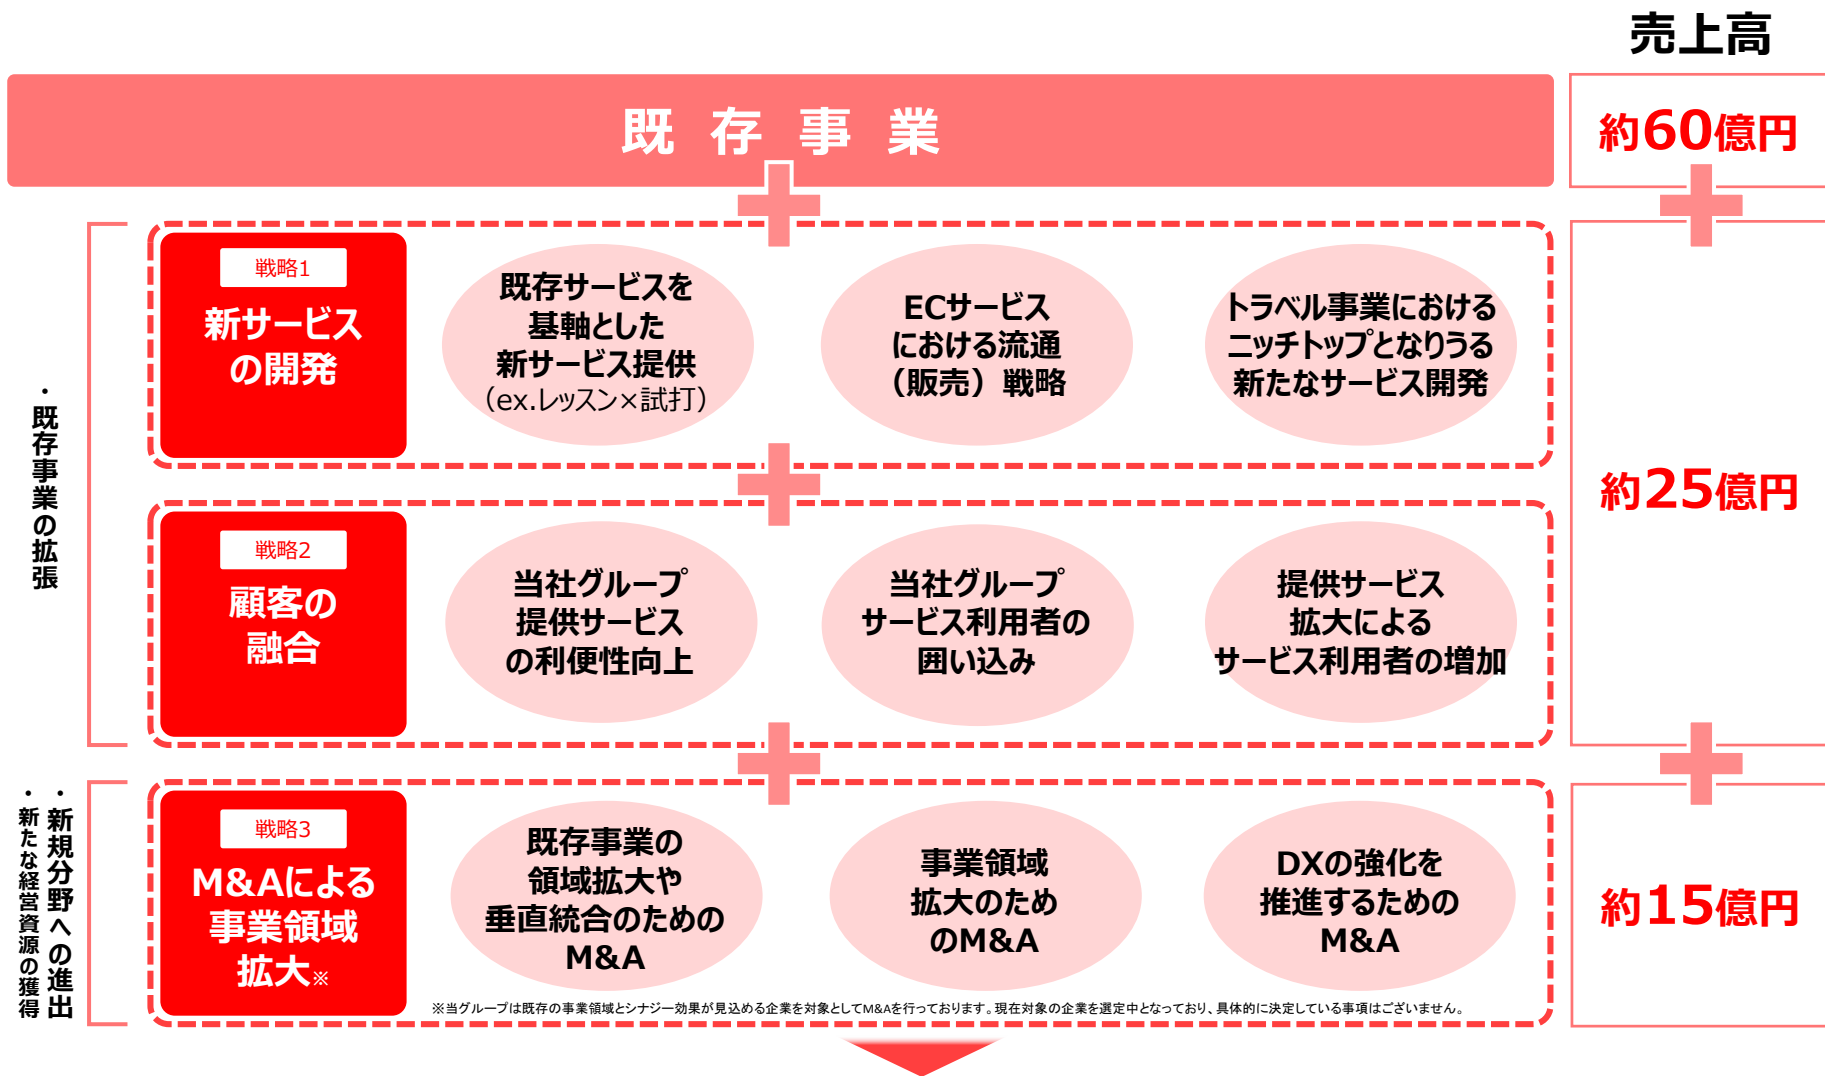 売上高
既存事業
約60億円
・既存事業の拡張
戦略1
新サービス
の開発
既存サービスを
基軸とした
新サービス提供
（ex.レッスン×試打）
ECサービス
における流通
（販売）戦略
トラベル事業における
ニッチトップとなりうる
新たなサービス開発
約25億円
戦略2
顧客の
融合
当社グループ
提供サービス
の利便性向上
当社グループ
サービス利用者の
囲い込み
提供サービス
拡大による
サービス利用者の増加
・新規分野への進出
・新たな経営資源の獲得
戦略3
M&Aによる
事業領域
拡大※
既存事業の
領域拡大や
垂直統合のための
M&A
事業領域
拡大のため
のM&A
DXの強化を
推進するための
M&A
約15億円
※当グループは既存の事業領域とシナジー効果が見込める企業を対象としてM&Aを行っております。現在対象の企業を選定中となっており、具体的に決定している事項はございません。